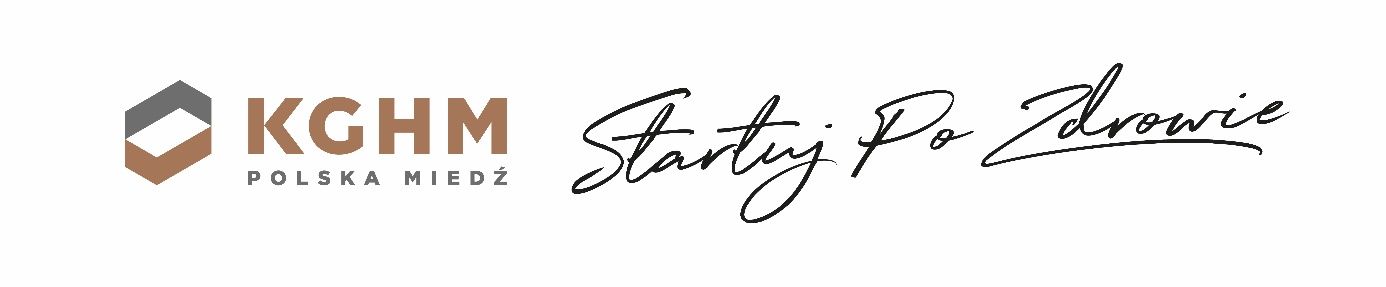 KGHM
POLSKA MIEDŹ
Startuj Po Zdrowie